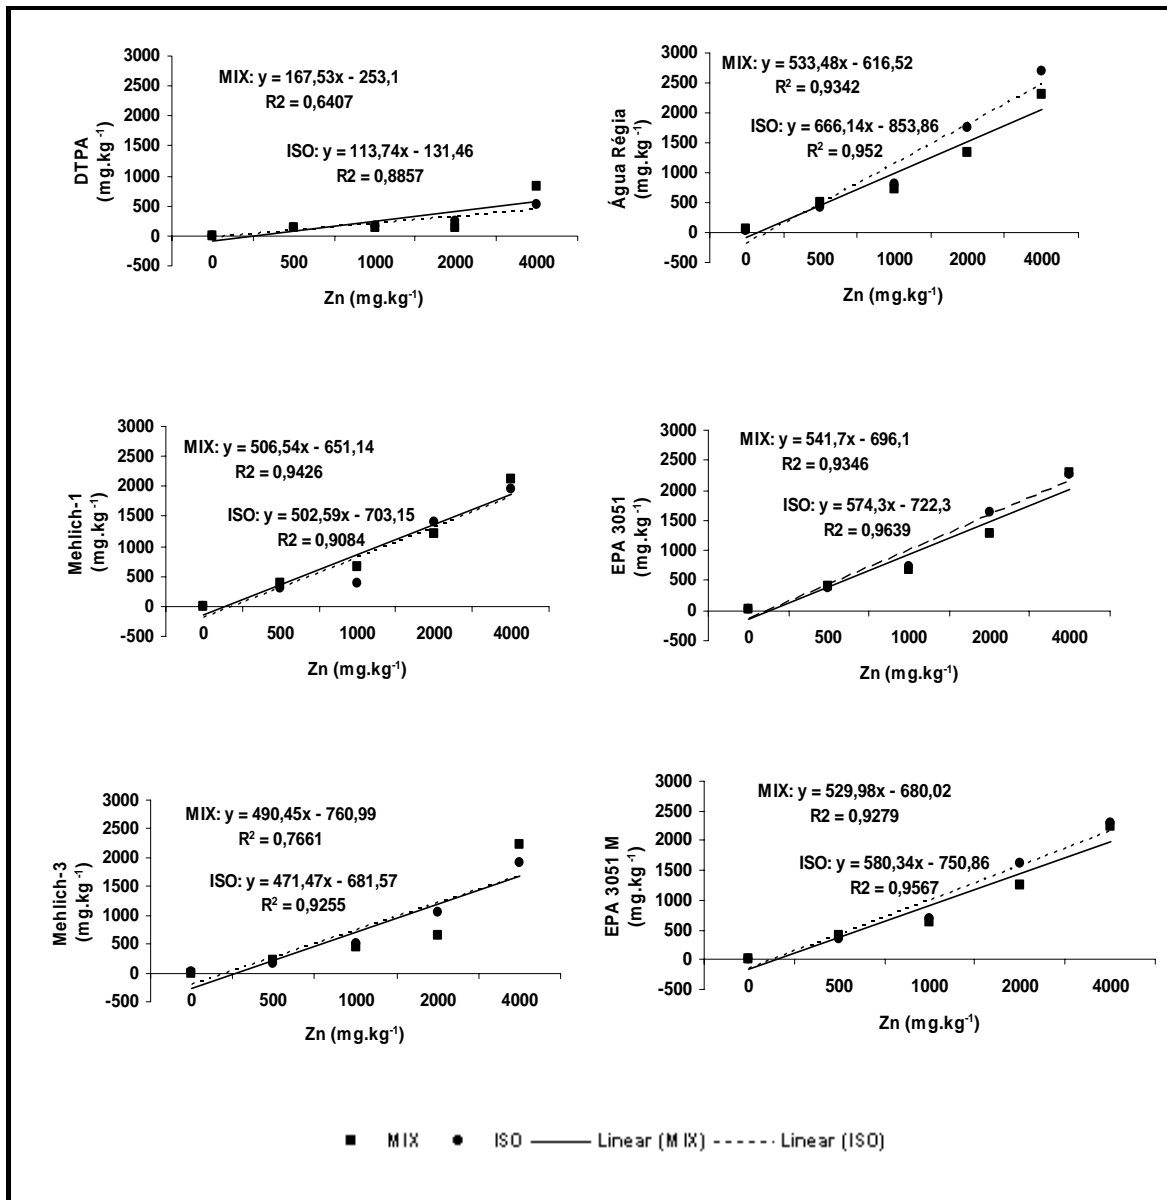 3000
2500
2000
1500
1000
500
0
-500
DTPA
(mg.kg⁻¹)
MIX: y = 167,53x - 253,1
R2 = 0,6407
ISO: y = 113,74x - 131,46
R2 = 0,8857
0 500 1000 2000 4000
Zn (mg.kg⁻¹)
3000
2500
2000
1500
1000
500
0
-500
Água Régia
(mg.kg⁻¹)
MIX: y = 533,48x - 616,52
R² = 0,9342
ISO: y = 666,14x - 853,86
R² = 0,952
0 500 1000 2000 4000
Zn (mg.kg⁻¹)
3000
2500
2000
1500
1000
500
0
-500
Mehlich-1
(mg.kg⁻¹)
MIX: y = 506,54x - 651,14
R2 = 0,9426
ISO: y = 502,59x - 703,15
R2 = 0,9084
0 500 1000 2000 4000
Zn (mg.kg⁻¹)
3000
2500
2000
1500
1000
500
0
-500
EPA 3051
(mg.kg⁻¹)
MIX: y = 541,7x - 696,1
R2 = 0,9346
ISO: y = 574,3x - 722,3
R2 = 0,9639
0 500 1000 2000 4000
Zn (mg.kg⁻¹)
3000
2500
2000
1500
1000
500
0
-500
Mehlich-3
(mg.kg⁻¹)
MIX: y = 490,45x - 760,99
R² = 0,7661
ISO: y = 471,47x - 681,57
R² = 0,9255
0 500 1000 2000 4000
Zn (mg.kg⁻¹)
3000
2500
2000
1500
1000
500
0
-500
EPA 3051 M
(mg.kg⁻¹)
MIX: y = 529,98x - 680,02
R2 = 0,9279
ISO: y = 580,34x - 750,86
R2 = 0,9567
0 500 1000 2000 4000
Zn (mg.kg⁻¹)
MIX ISO Linear (MIX) Linear (ISO)